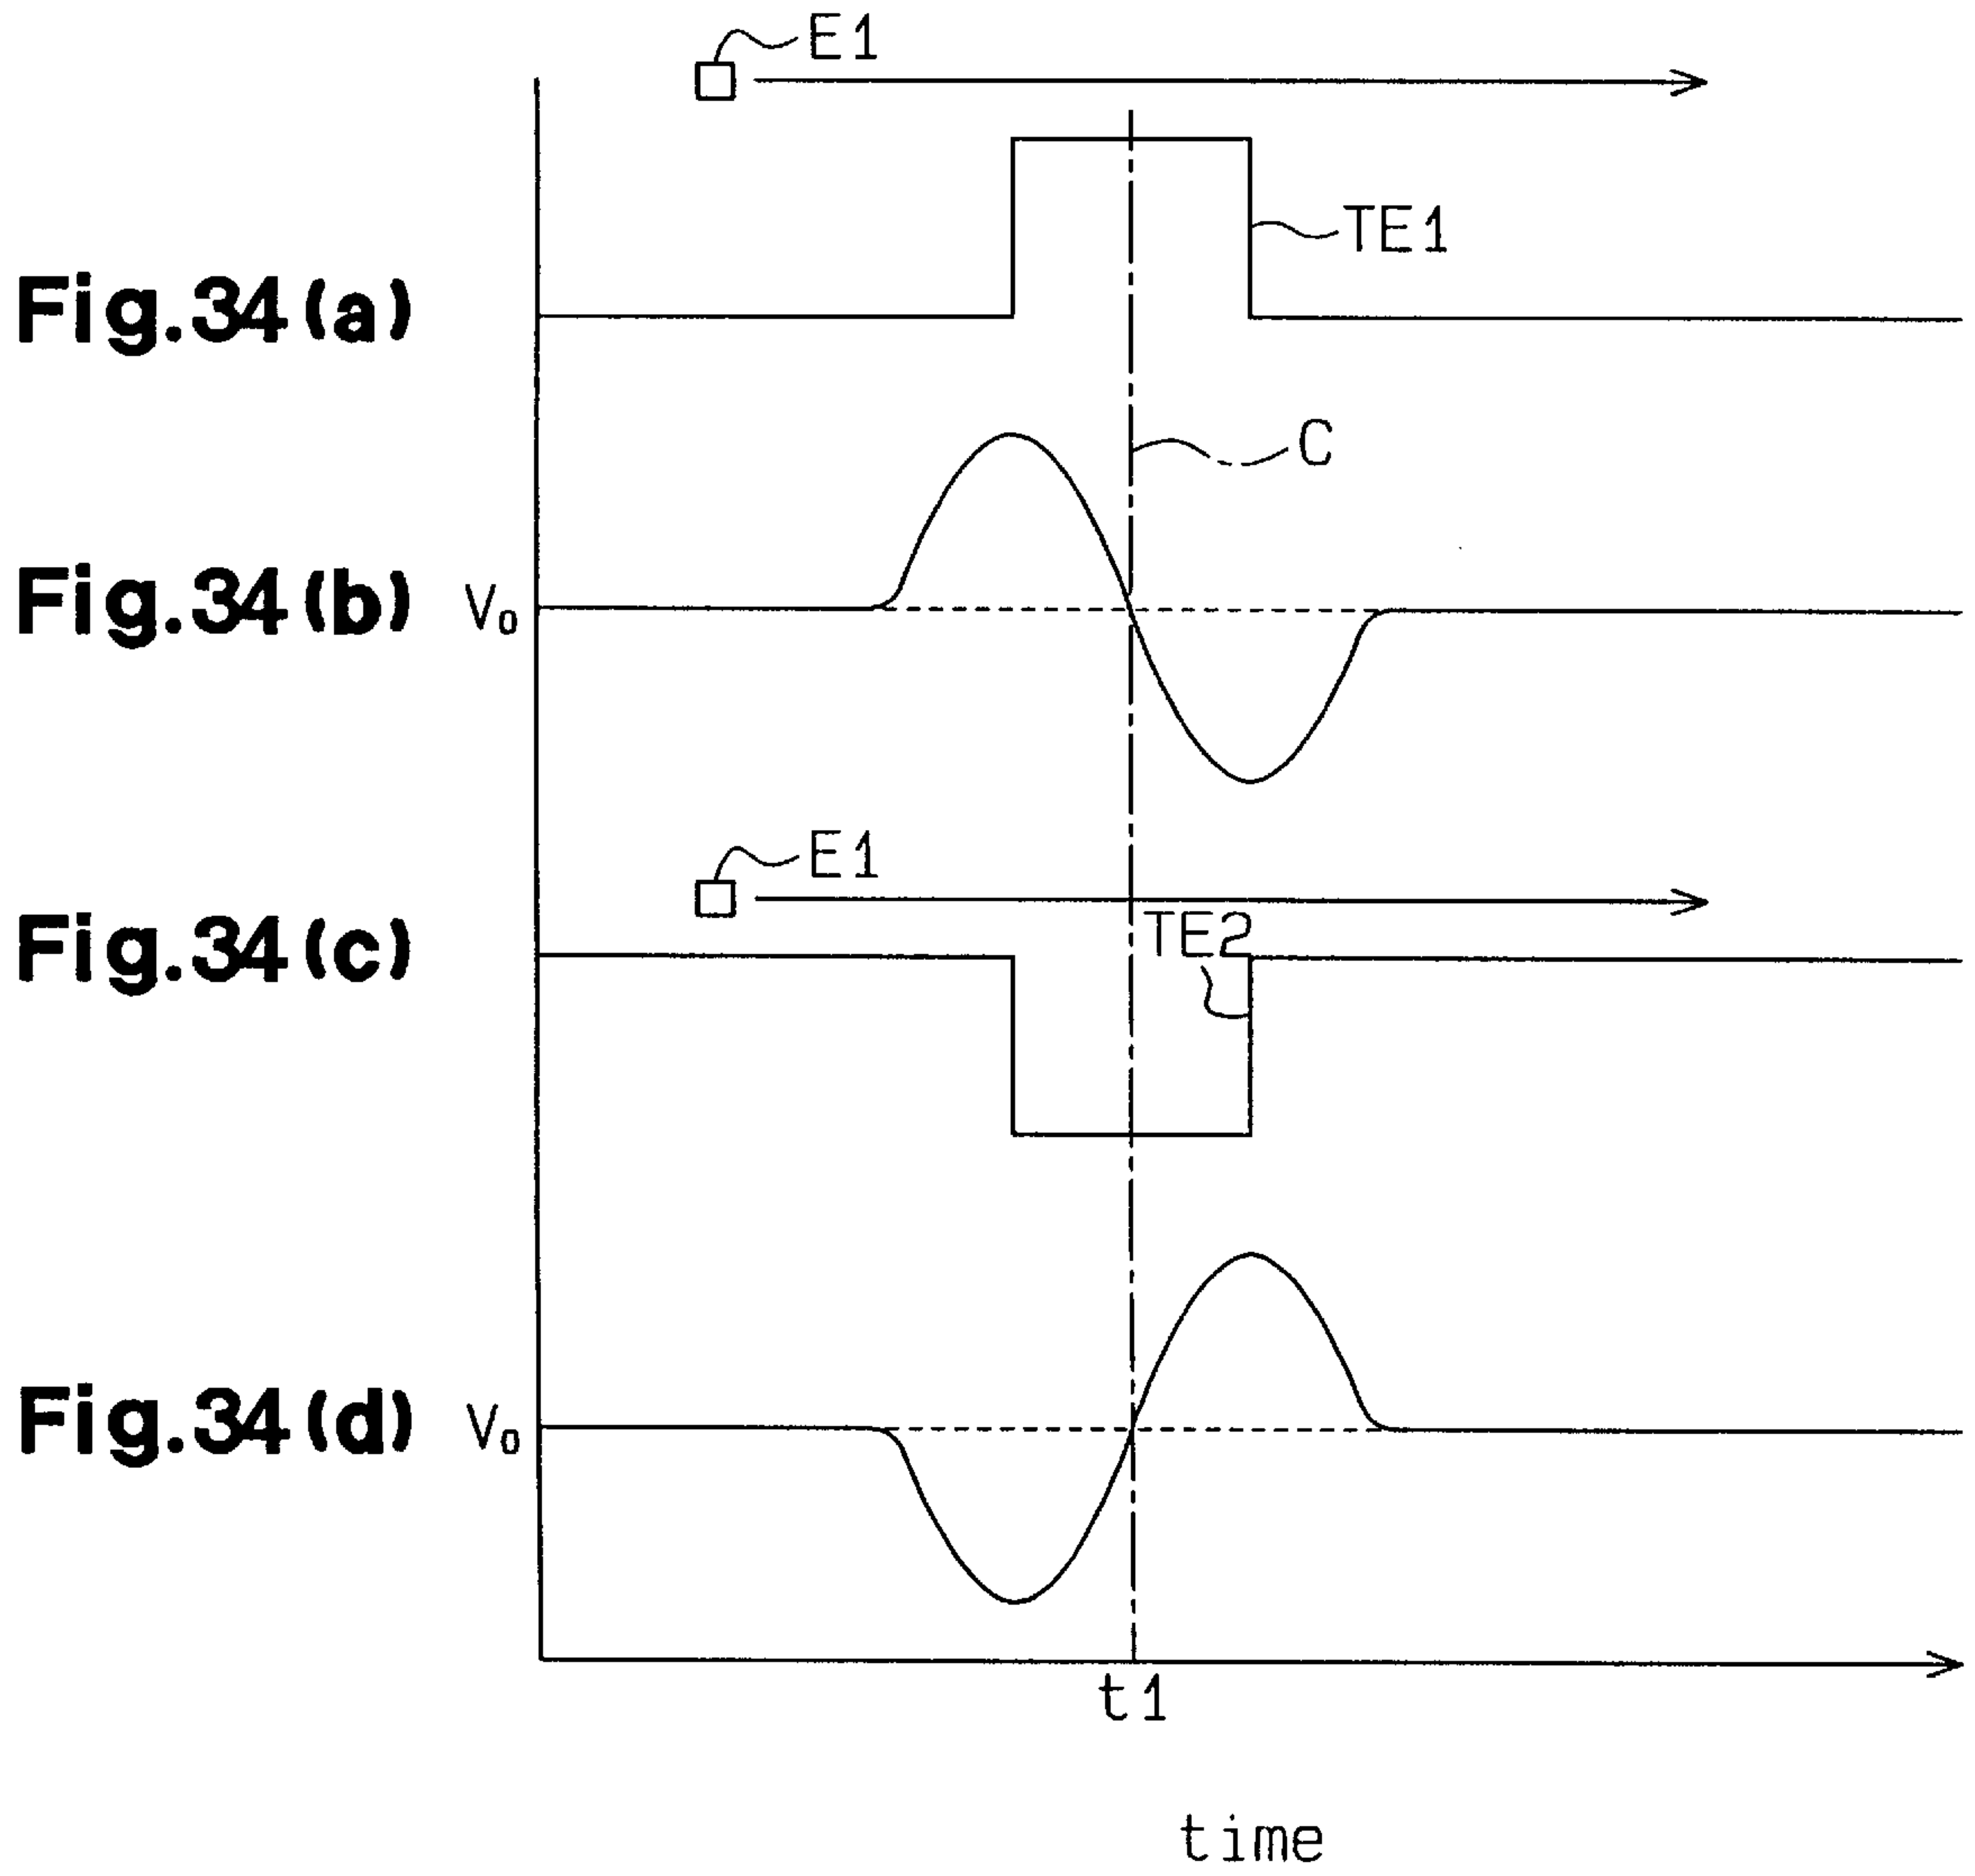 E1
TE1
Fig.34(a)
C
Fig.34(b) V₀
E1
Fig.34(c) TE2
Fig.34(d) V₀
t1
time